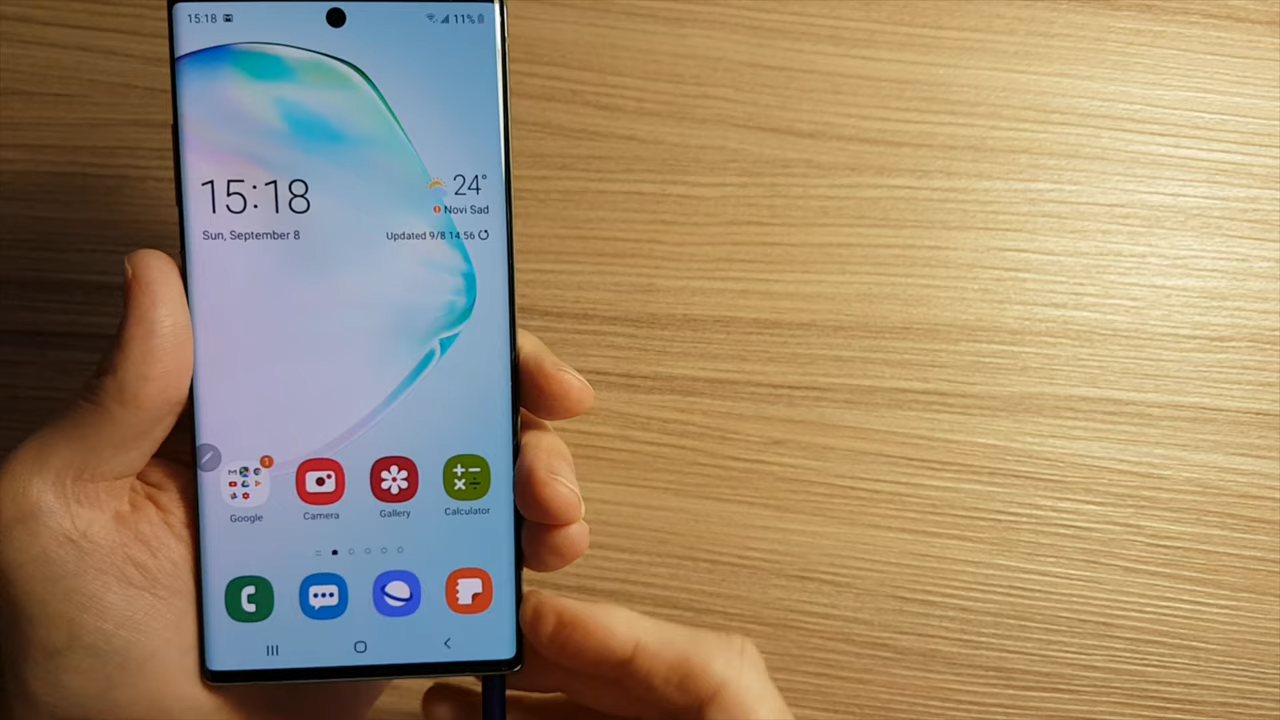 15:18
11%
15:18
24°
Novi Sad
Sun, September 8
Updated 9/8 14:56
1
Google
Camera
Gallery
Calculator